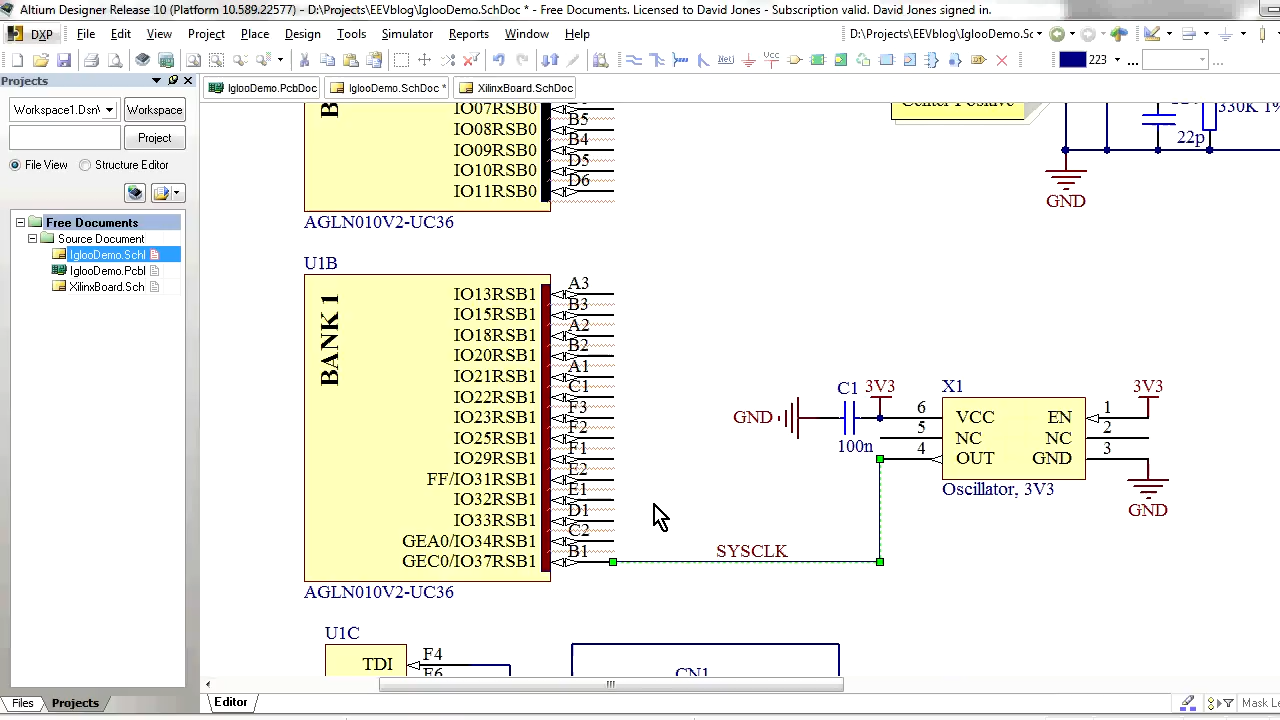 Altium Designer Release 10 (Platform 10.589.22577) - D:\Projects\EEVblog\IglooDemo.SchDoc * - Free Documents. Licensed to David Jones - Subscription valid. David Jones signed in.
DXP File Edit View Project Place Design Tools Simulator Reports Window Help D:\Projects\EEVblog\IglooDemo.Sc
Net VCC 223 ...
Projects
IglooDemo.PcbDoc IglooDemo.SchDoc * XilinxBoard.SchDoc
Workspace1.Dsn Workspace
Project
File View Structure Editor
Free Documents
Source Document
IglooDemo.Scl
IglooDemo.Pcbl
XilinxBoard.Sch
Files Projects
IO07RSB0
IO08RSB0 B5
IO09RSB0 B4
IO10RSB0 D5
IO11RSB0 D6
AGLN010V2-UC36
Center Positive
330K 1%
22p
GND
U1B
BANK 1
IO13RSB1 A3
IO15RSB1 B3
IO18RSB1 A2
IO20RSB1 B2
IO21RSB1 A1
IO22RSB1 C1
IO23RSB1 F3
IO25RSB1 F2
IO29RSB1 F1
FF/IO31RSB1 E2
IO32RSB1 E1
IO33RSB1 D1
GEA0/IO34RSB1 C2
GEC0/IO37RSB1 B1
AGLN010V2-UC36
SYSCLK
C1 3V3 X1 3V3
GND 6 VCC EN 1
5 NC NC 2
100n 4 OUT GND 3
Oscillator, 3V3
GND
U1C
TDI F4
F6
CN1
Editor
Mask Le